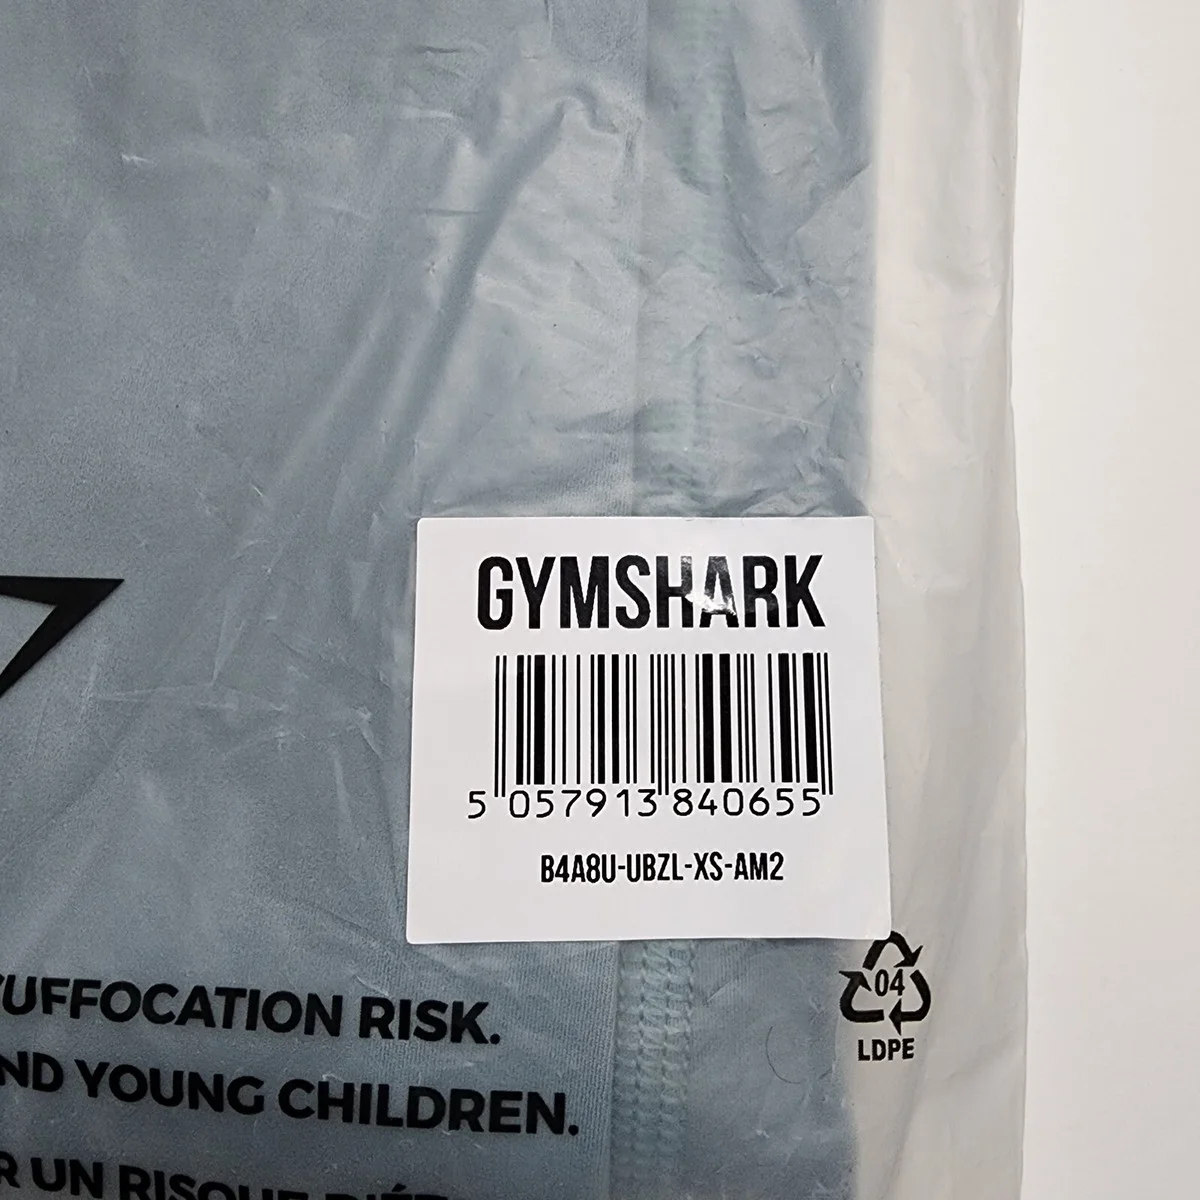 GYMSHARK
5 057913 840655
B4A8U-UBZL-XS-AM2
04
LDPE
UFFOCATION RISK.
ND YOUNG CHILDREN.
R UN RISQUE